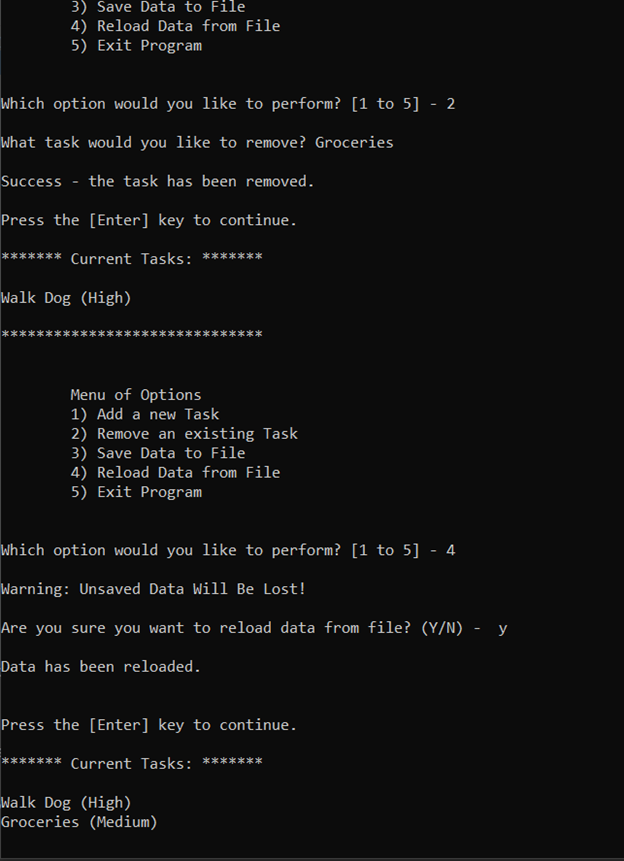 3) Save Data to File
4) Reload Data from File
5) Exit Program
Which option would you like to perform? [1 to 5] - 2
What task would you like to remove? Groceries
Success - the task has been removed.
Press the [Enter] key to continue.
******* Current Tasks: *******
Walk Dog (High)
******************************
Menu of Options
1) Add a new Task
2) Remove an existing Task
3) Save Data to File
4) Reload Data from File
5) Exit Program
Which option would you like to perform? [1 to 5] - 4
Warning: Unsaved Data Will Be Lost!
Are you sure you want to reload data from file? (Y/N) -  y
Data has been reloaded.
Press the [Enter] key to continue.
******* Current Tasks: *******
Walk Dog (High)
Groceries (Medium)